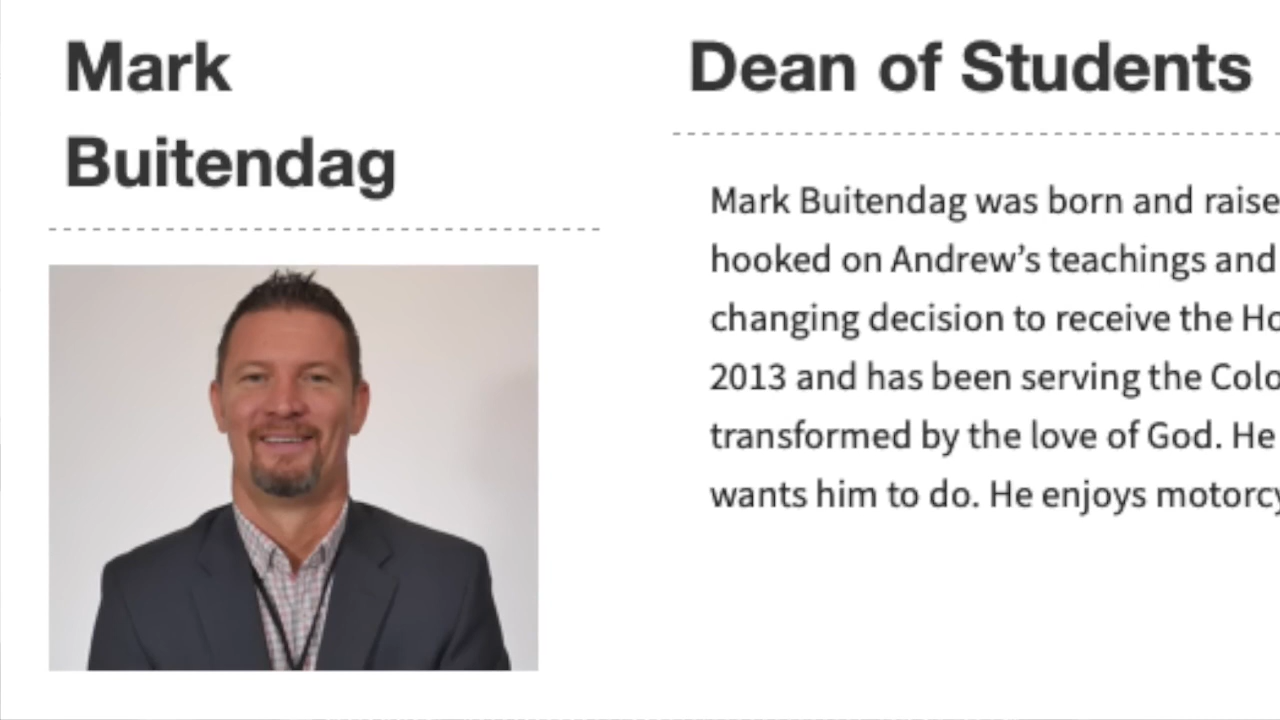 Mark
Buitendag
Dean of Students
Mark Buitendag was born and raise
hooked on Andrew’s teachings and
changing decision to receive the Ho
2013 and has been serving the Colo
transformed by the love of God. He
wants him to do. He enjoys motorcy